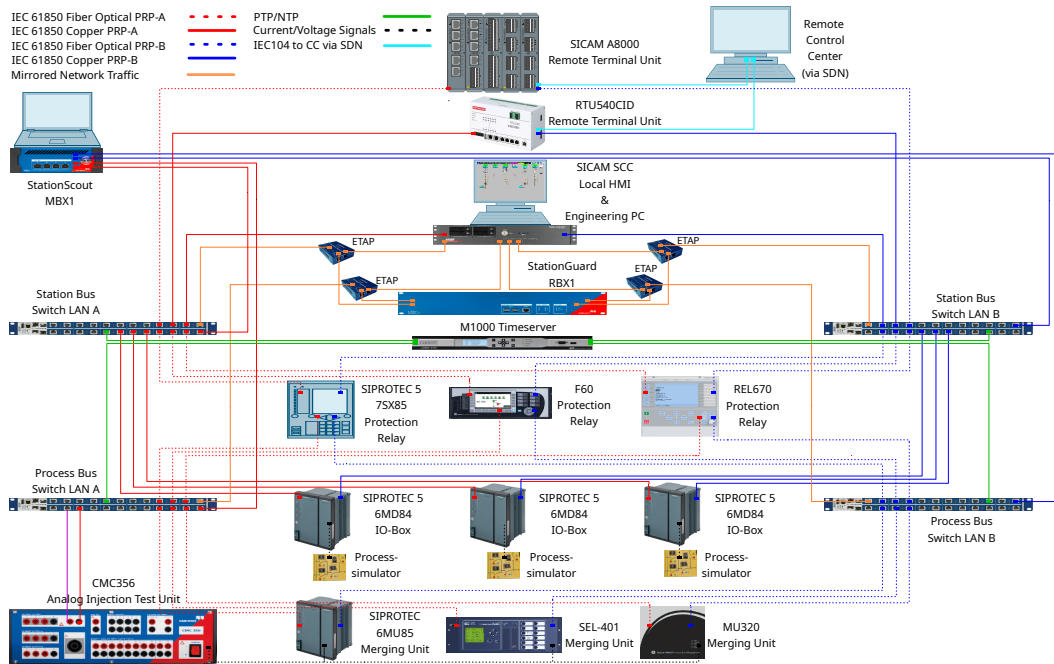 IEC 61850 Fiber Optical PRP-A
IEC 61850 Copper PRP-A
IEC 61850 Fiber Optical PRP-B
IEC 61850 Copper PRP-B
Mirrored Network Traffic
PTP/NTP
Current/Voltage Signals
IEC104 to CC via SDN
SICAM A8000
Remote Terminal Unit
Remote
Control
Center
(via SDN)
RTU540CID
Remote Terminal Unit
StationScout
MBX1
SICAM SCC
Local HMI
&
Engineering PC
ETAP
ETAP
ETAP
ETAP
StationGuard
RBX1
Station Bus
Switch LAN A
Station Bus
Switch LAN B
M1000 Timeserver
SIPROTEC 5
7SX85
Protection
Relay
F60
Protection
Relay
REL670
Protection
Relay
Process Bus
Switch LAN A
SIPROTEC 5
6MD84
IO-Box
SIPROTEC 5
6MD84
IO-Box
SIPROTEC 5
6MD84
IO-Box
Process Bus
Switch LAN B
Process-
simulator
Process-
simulator
Process-
simulator
CMC356
Analog Injection Test Unit
SIPROTEC
6MU85
Merging Unit
SEL-401
Merging Unit
MU320
Merging Unit